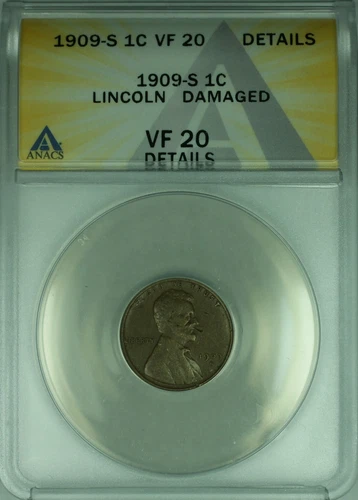 1909-S 1C VF 20 DETAILS
1909-S 1C
LINCOLN DAMAGED
ANACS
VF 20
DETAILS